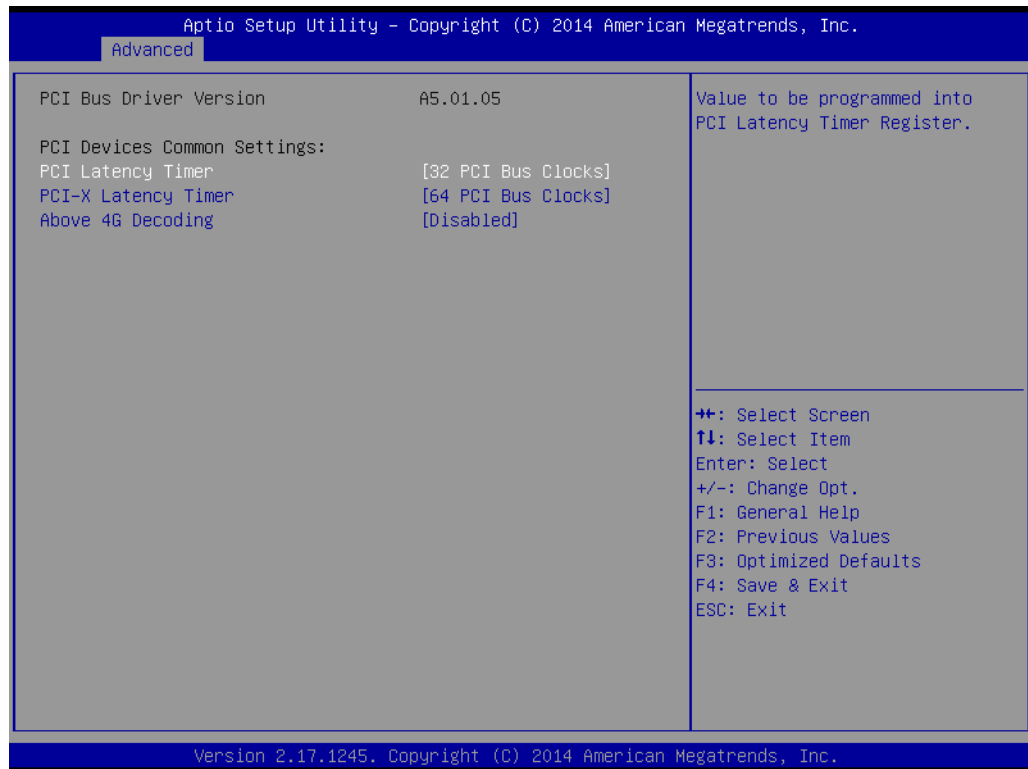 Aptio Setup Utility – Copyright (C) 2014 American Megatrends, Inc.
Advanced
PCI Bus Driver Version A5.01.05
PCI Devices Common Settings:
PCI Latency Timer [32 PCI Bus Clocks]
PCI-X Latency Timer [64 PCI Bus Clocks]
Above 4G Decoding [Disabled]
Value to be programmed into
PCI Latency Timer Register.
→←: Select Screen
↑↓: Select Item
Enter: Select
+/-: Change Opt.
F1: General Help
F2: Previous Values
F3: Optimized Defaults
F4: Save & Exit
ESC: Exit
Version 2.17.1245. Copyright (C) 2014 American Megatrends, Inc.